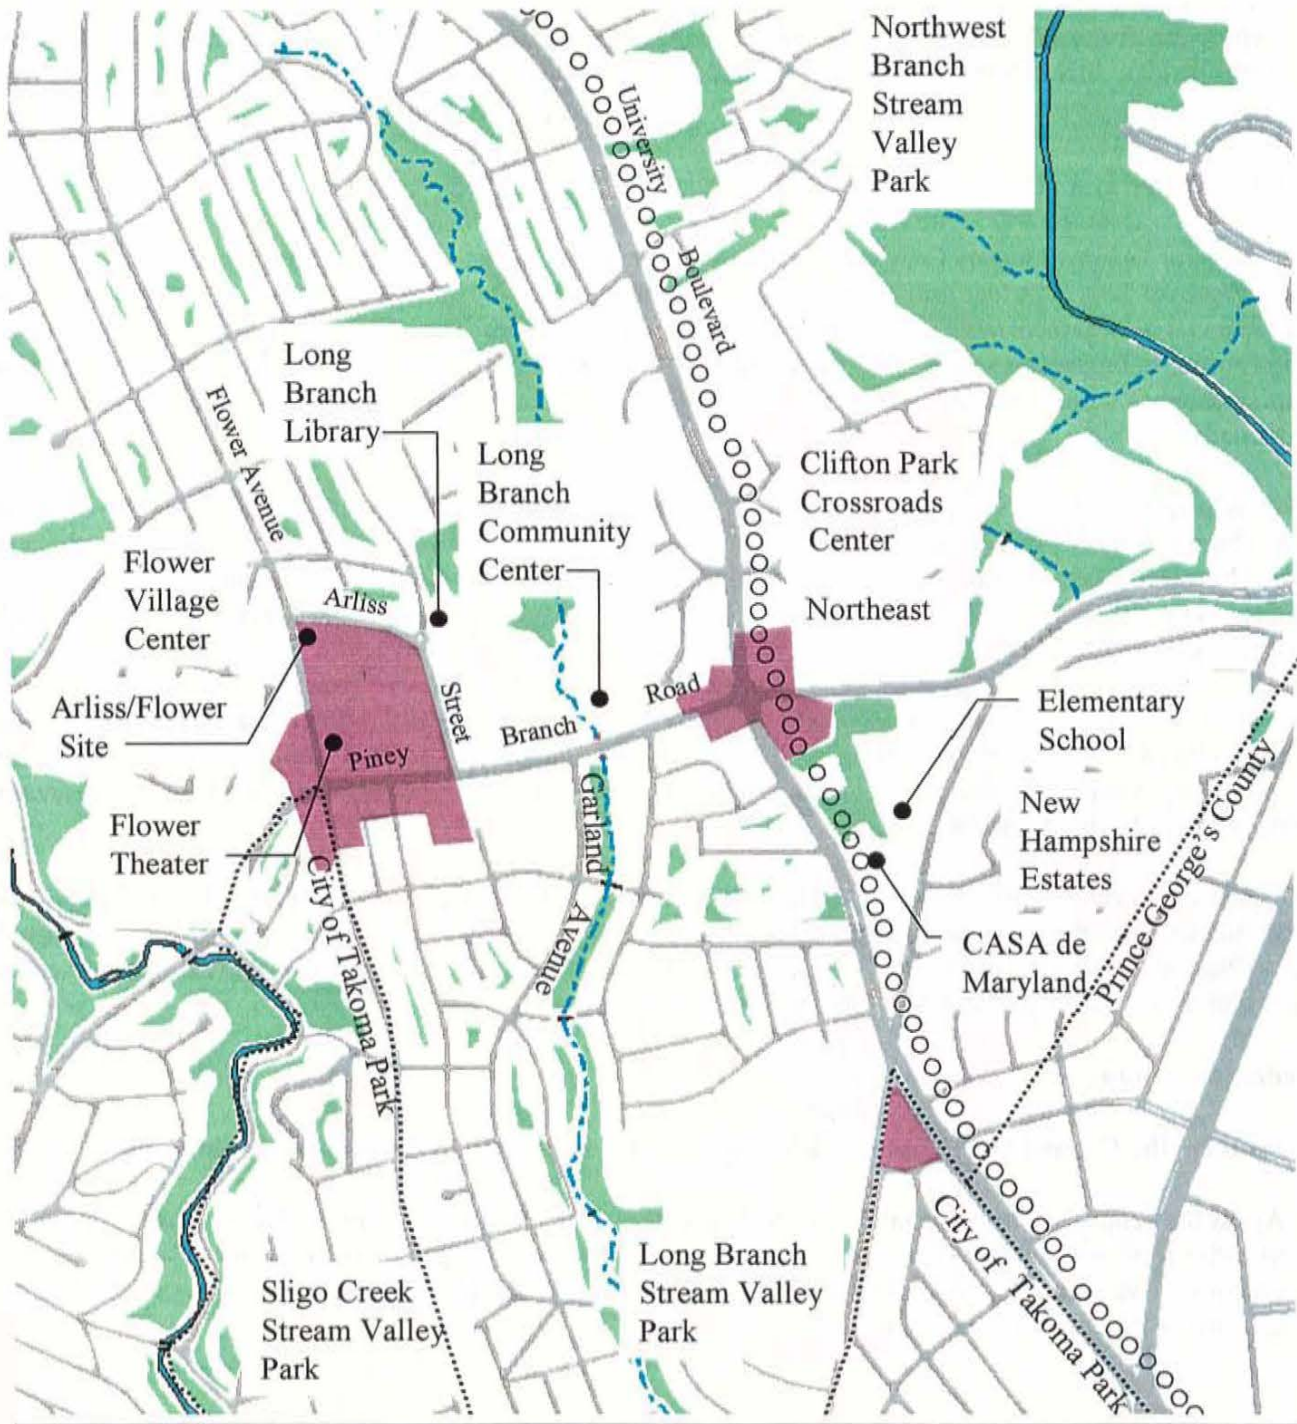 Northwest
Branch
Stream
Valley
Park
University
Boulevard
Long
Branch
Library
Flower Avenue
Long
Branch
Community
Center
Clifton Park
Crossroads
Center
Flower
Village
Center
Arliss
Northeast
Arliss/Flower
Site
Street
Road
Branch
Piney
Elementary
School
Garland
Flower
Theater
New
Hampshire
Estates
Prince George's County
City of Takoma Park
Avenue
CASA de
Maryland
Long Branch
Stream Valley
Park
City of Takoma Park
Sligo Creek
Stream Valley
Park